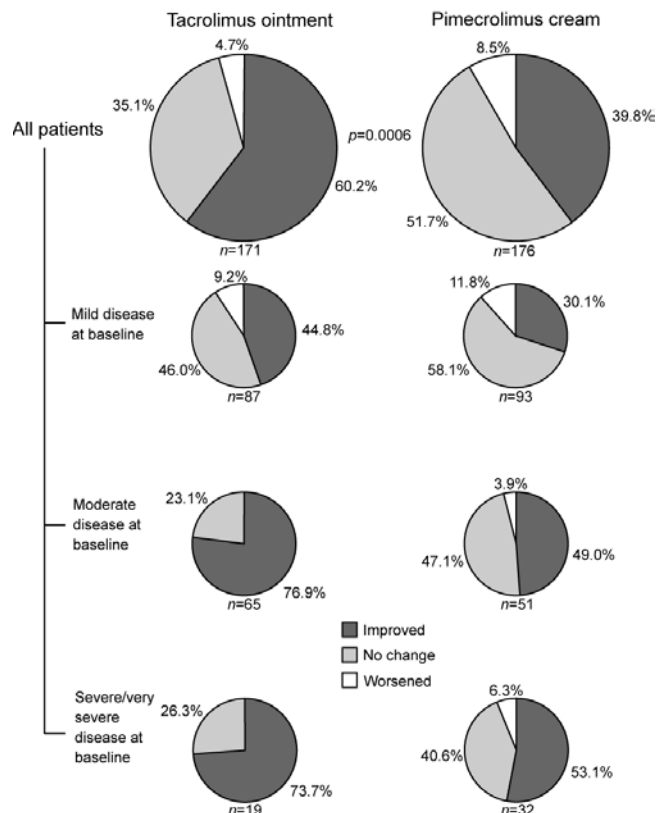 Tacrolimus ointment
Pimecrolimus cream
4.7%
8.5%
35.1%
39.8%
All patients
p=0.0006
60.2%
51.7%
n=171
n=176
9.2%
11.8%
30.1%
Mild disease
at baseline
44.8%
46.0%
58.1%
n=87
n=93
3.9%
23.1%
Moderate
disease at
baseline
47.1%
49.0%
76.9%
n=65
n=51
Improved
No change
Worsened
Severe/very
severe
disease at
baseline
26.3%
6.3%
40.6%
53.1%
73.7%
n=19
n=32